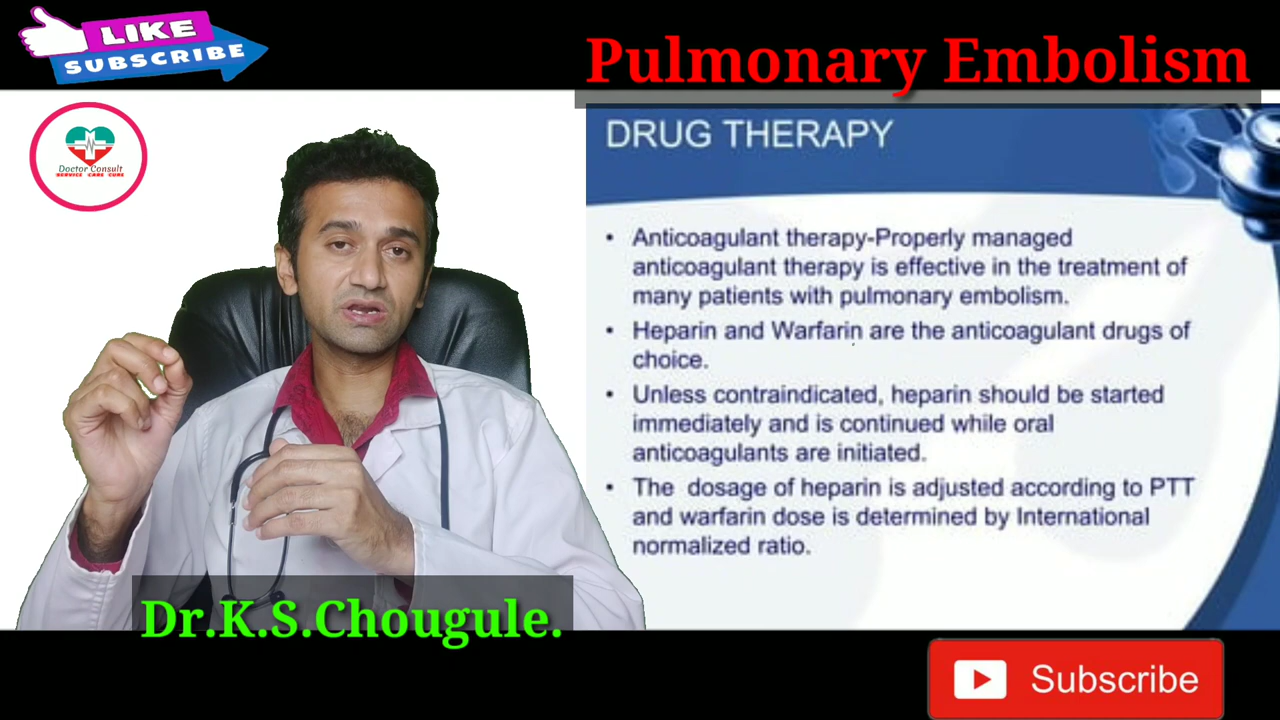 LIKE
SUBSCRIBE
Pulmonary Embolism
Doctor Consult
SERVICE CARE CURE
DRUG THERAPY
• Anticoagulant therapy-Properly managed
anticoagulant therapy is effective in the treatment of
many patients with pulmonary embolism.
• Heparin and Warfarin are the anticoagulant drugs of
choice.
• Unless contraindicated, heparin should be started
immediately and is continued while oral
anticoagulants are initiated.
• The dosage of heparin is adjusted according to PTT
and warfarin dose is determined by International
normalized ratio.
Dr.K.S.Chougule.
Subscribe